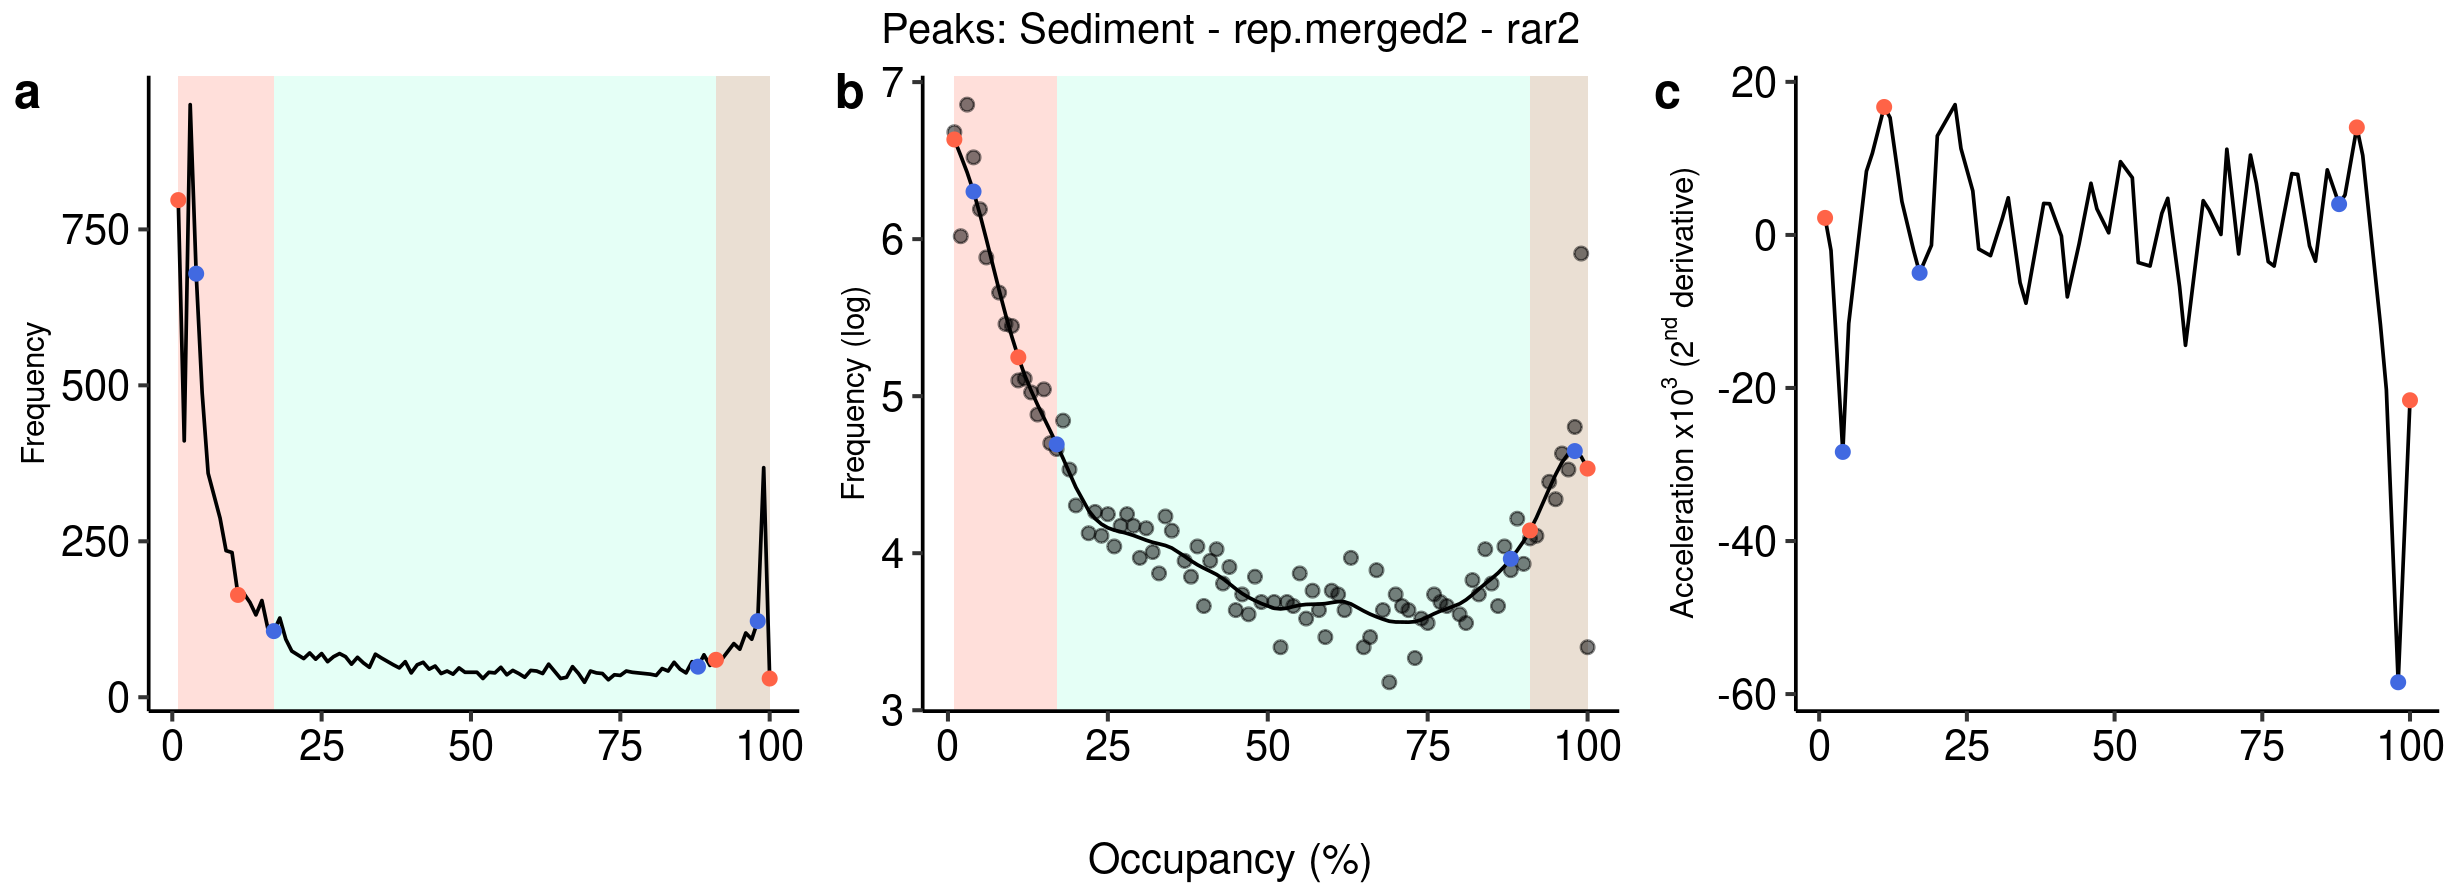 Peaks: Sediment - rep.merged2 - rar2
a
Frequency
750
500
250
0
0 25 50 75 100
b
Frequency (log)
7
6
5
4
3
0 25 50 75 100
c
Acceleration x10³ (2ⁿᵈ derivative)
20
0
-20
-40
-60
0 25 50 75 100
Occupancy (%)